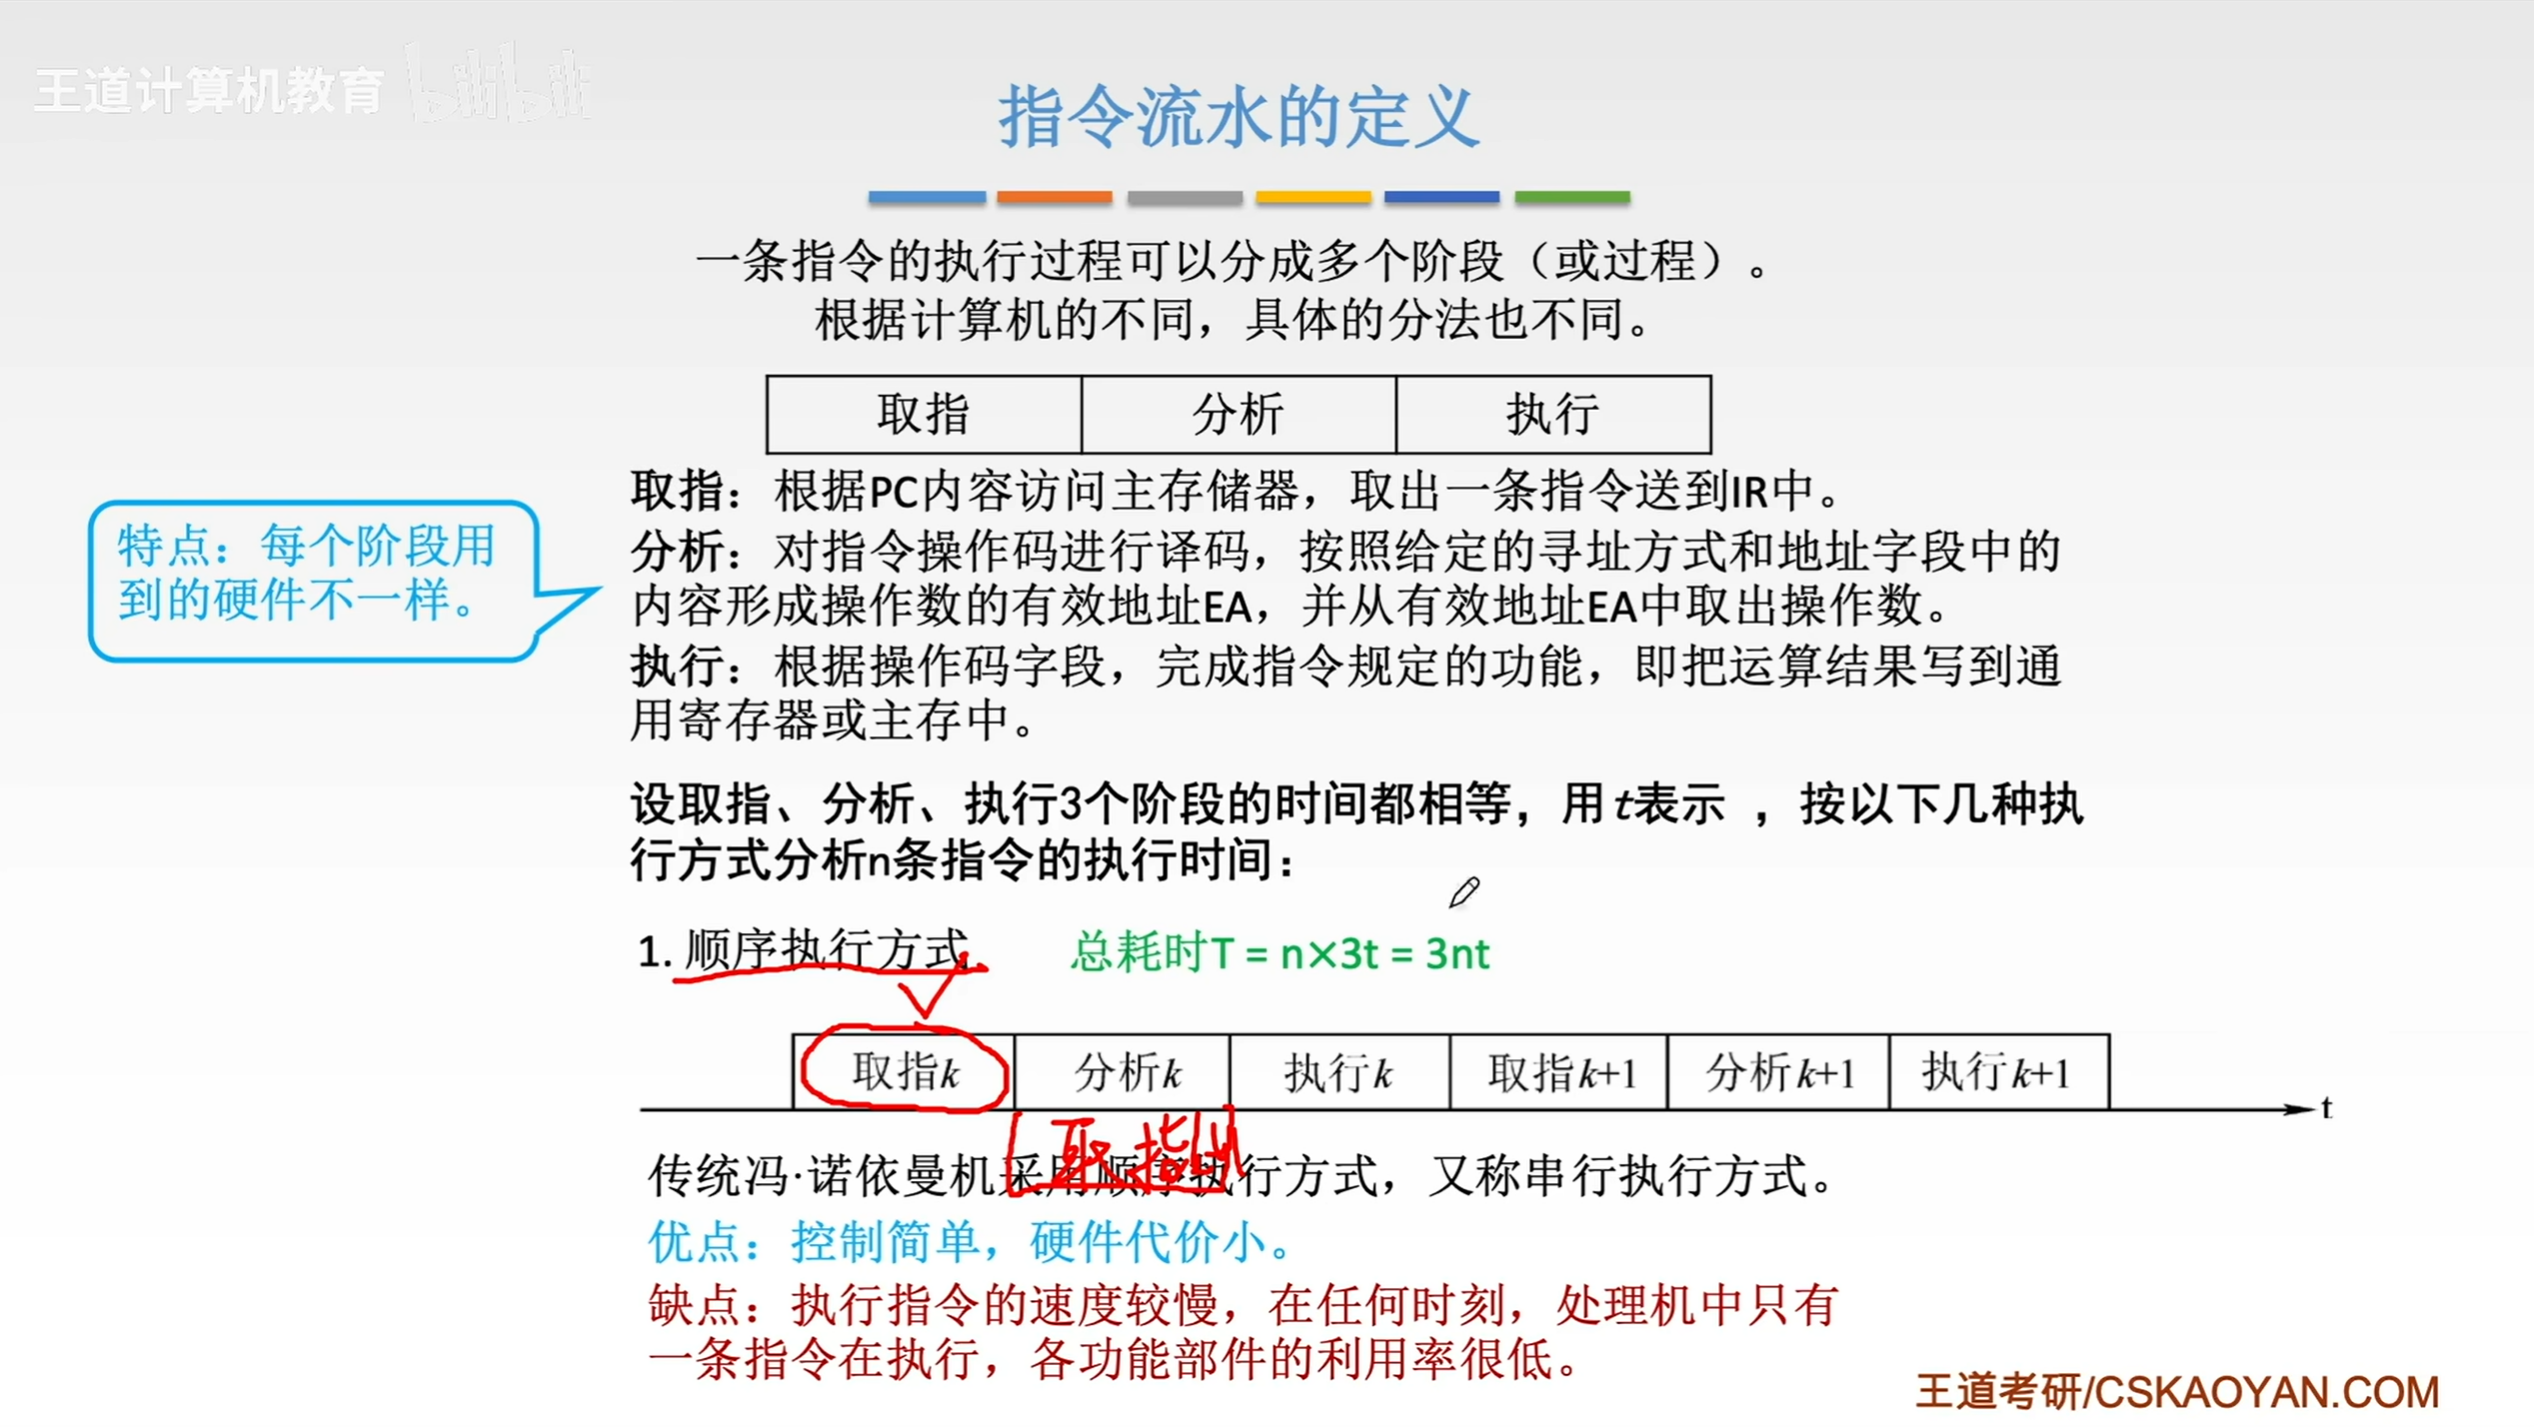 王道计算机教育 bilibili
指令流水的定义
一条指令的执行过程可以分成多个阶段（或过程）。
根据计算机的不同，具体的分法也不同。
取指 分析 执行
取指：根据PC内容访问主存储器，取出一条指令送到IR中。
特点：每个阶段用
到的硬件不一样。
分析：对指令操作码进行译码，按照给定的寻址方式和地址字段中的
内容形成操作数的有效地址EA，并从有效地址EA中取出操作数。
执行：根据操作码字段，完成指令规定的功能，即把运算结果写到通
用寄存器或主存中。
设取指、分析、执行3个阶段的时间都相等，用t表示 ，按以下几种执
行方式分析n条指令的执行时间：
1. 顺序执行方式 总耗时T = n×3t = 3nt
取指k 分析k 执行k 取指k+1 分析k+1 执行k+1
t
取指
传统冯·诺依曼机采用顺序执行方式，又称串行执行方式。
优点：控制简单，硬件代价小。
缺点：执行指令的速度较慢，在任何时刻，处理机中只有
一条指令在执行，各功能部件的利用率很低。
王道考研/CSKAOYAN.COM